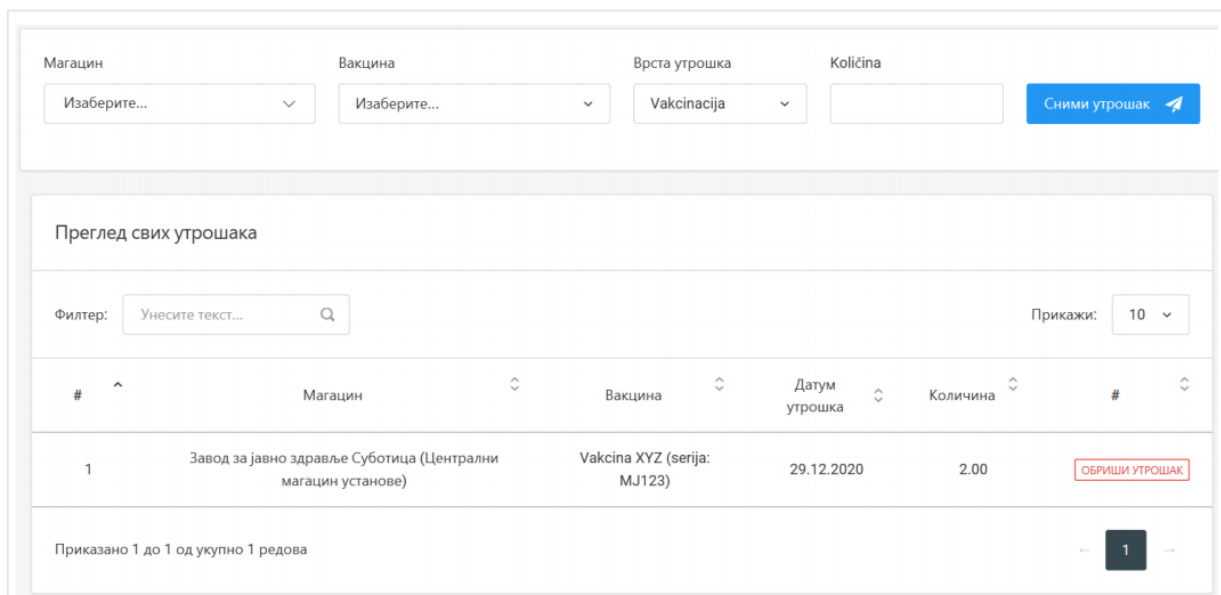 Магацин Вакцина Врста утрошка Količina
Изаберите... Изаберите... Vakcinacija Сними утрошак
Преглед свих утрошака
Филтер: Унесите текст... Прикажи: 10
# Магацин Вакцина Датум утрошка Количина #
1 Завод за јавно здравље Суботица (Централни магацин установе) Vakcina XYZ (serija: MJ123) 29.12.2020 2.00 ОБРИШИ УТРОШАК
Приказано 1 до 1 од укупно 1 редова ← 1 →